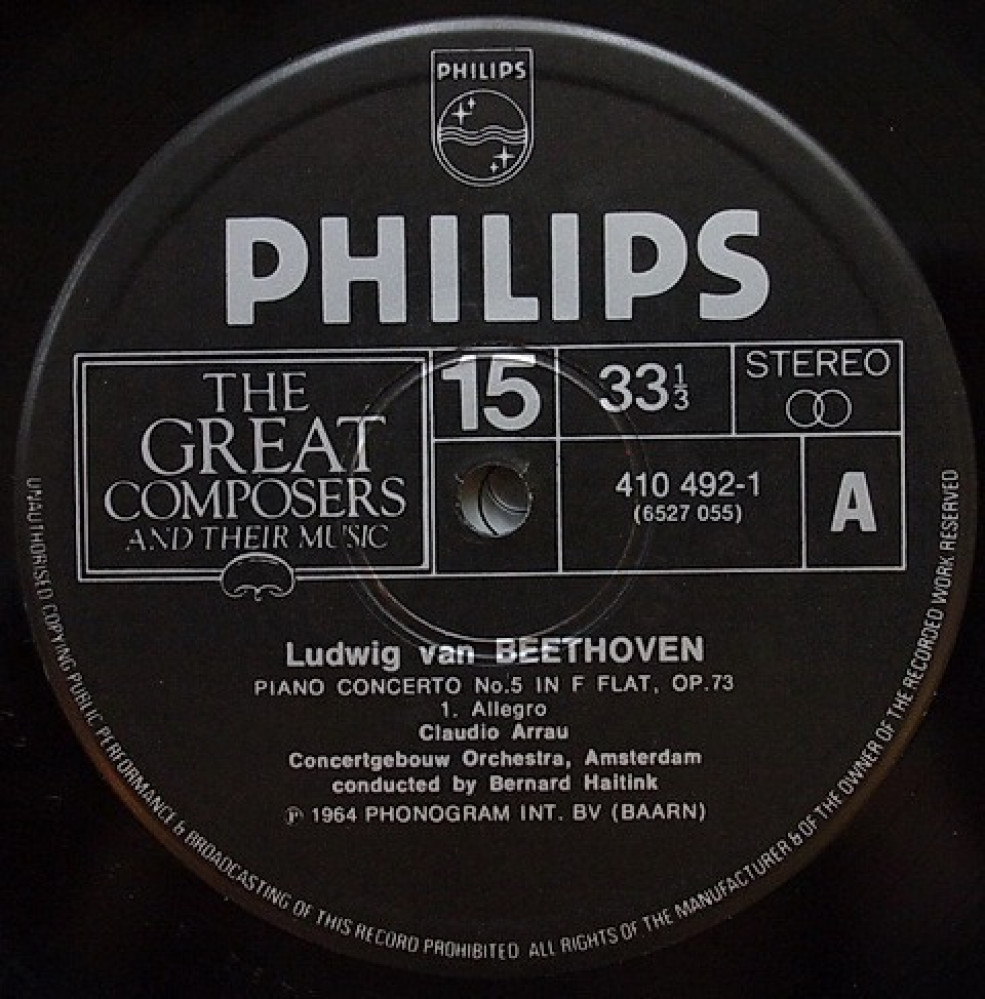 PHILIPS
PHILIPS
THE
GREAT
COMPOSERS
AND THEIR MUSIC
15
33 1/3
STEREO
410 492-1
(6527 055)
A
Ludwig van BEETHOVEN
PIANO CONCERTO No.5 IN F FLAT, OP.73
1. Allegro
Claudio Arrau
Concertgebouw Orchestra, Amsterdam
conducted by Bernard Haitink
℗ 1964 PHONOGRAM INT. BV (BAARN)
UNAUTHORISED COPYING PUBLIC PERFORMANCE & BROADCASTING OF THIS RECORD PROHIBITED ALL RIGHTS OF THE MANUFACTURER & OF THE OWNER OF THE RECORDED WORK RESERVED